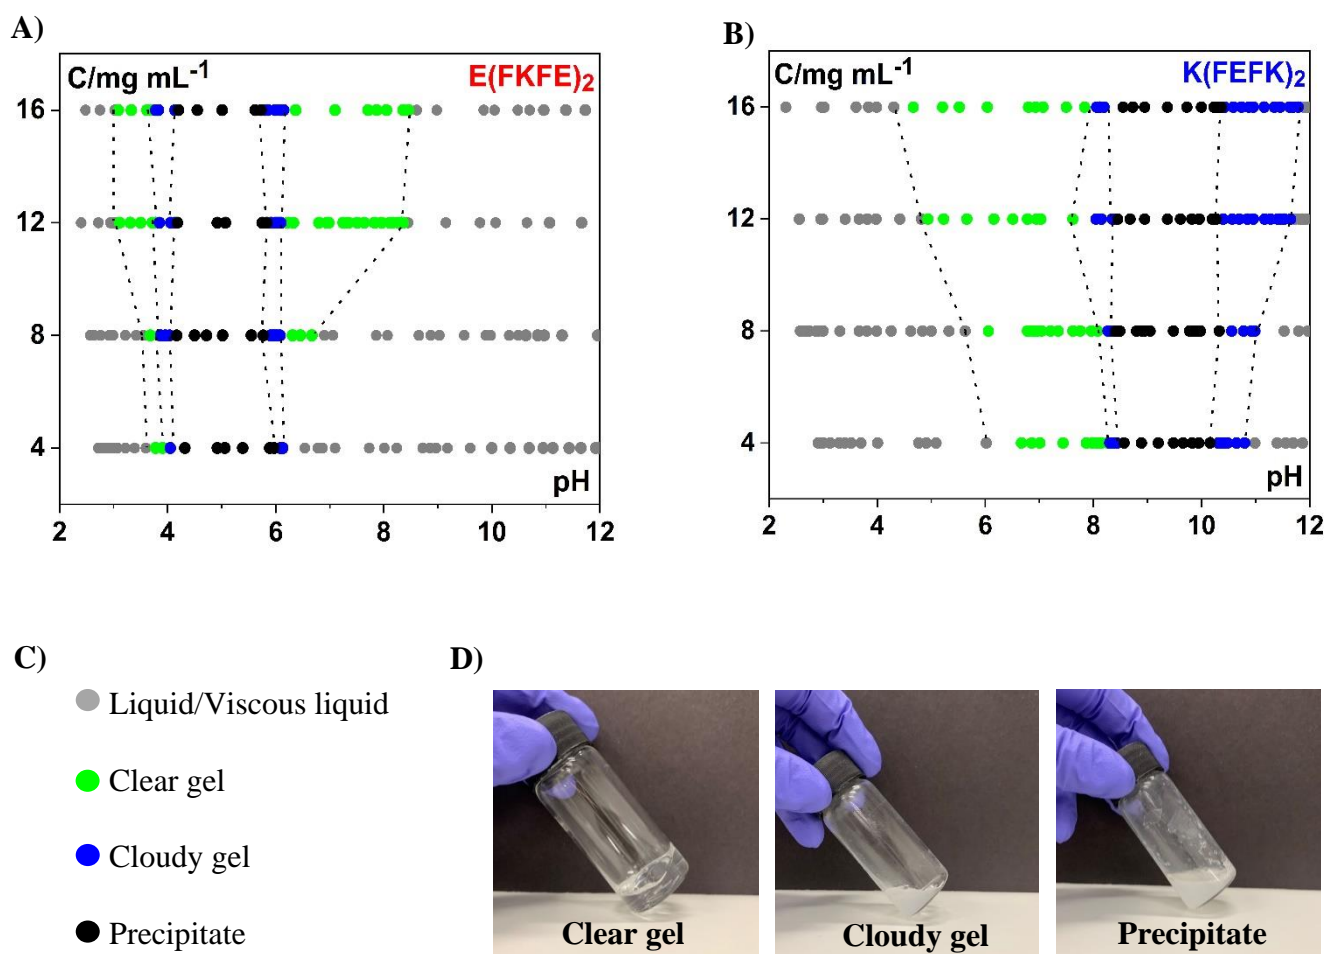 A)
C/mg mL-1 E(FKFE)2
16
12
8
4
pH
2 4 6 8 10 12
B)
C/mg mL-1 K(FEFK)2
16
12
8
4
pH
2 4 6 8 10 12
C)
Liquid/Viscous liquid
Clear gel
Cloudy gel
Precipitate
D)
Clear gel
Cloudy gel
Precipitate